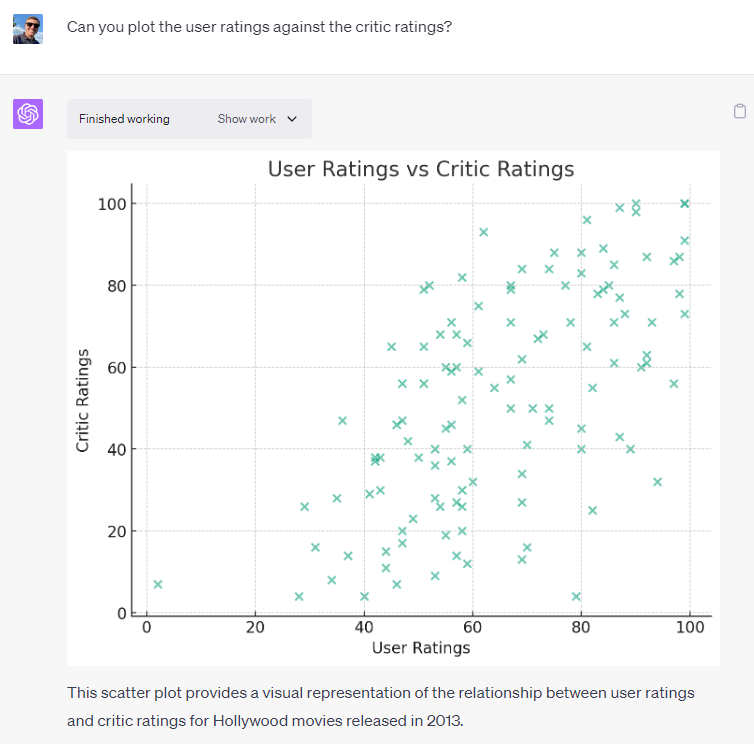 Can you plot the user ratings against the critic ratings?
Finished working Show work
User Ratings vs Critic Ratings
100
80
60
40
20
0
Critic Ratings
0 20 40 60 80 100
User Ratings
This scatter plot provides a visual representation of the relationship between user ratings
and critic ratings for Hollywood movies released in 2013.